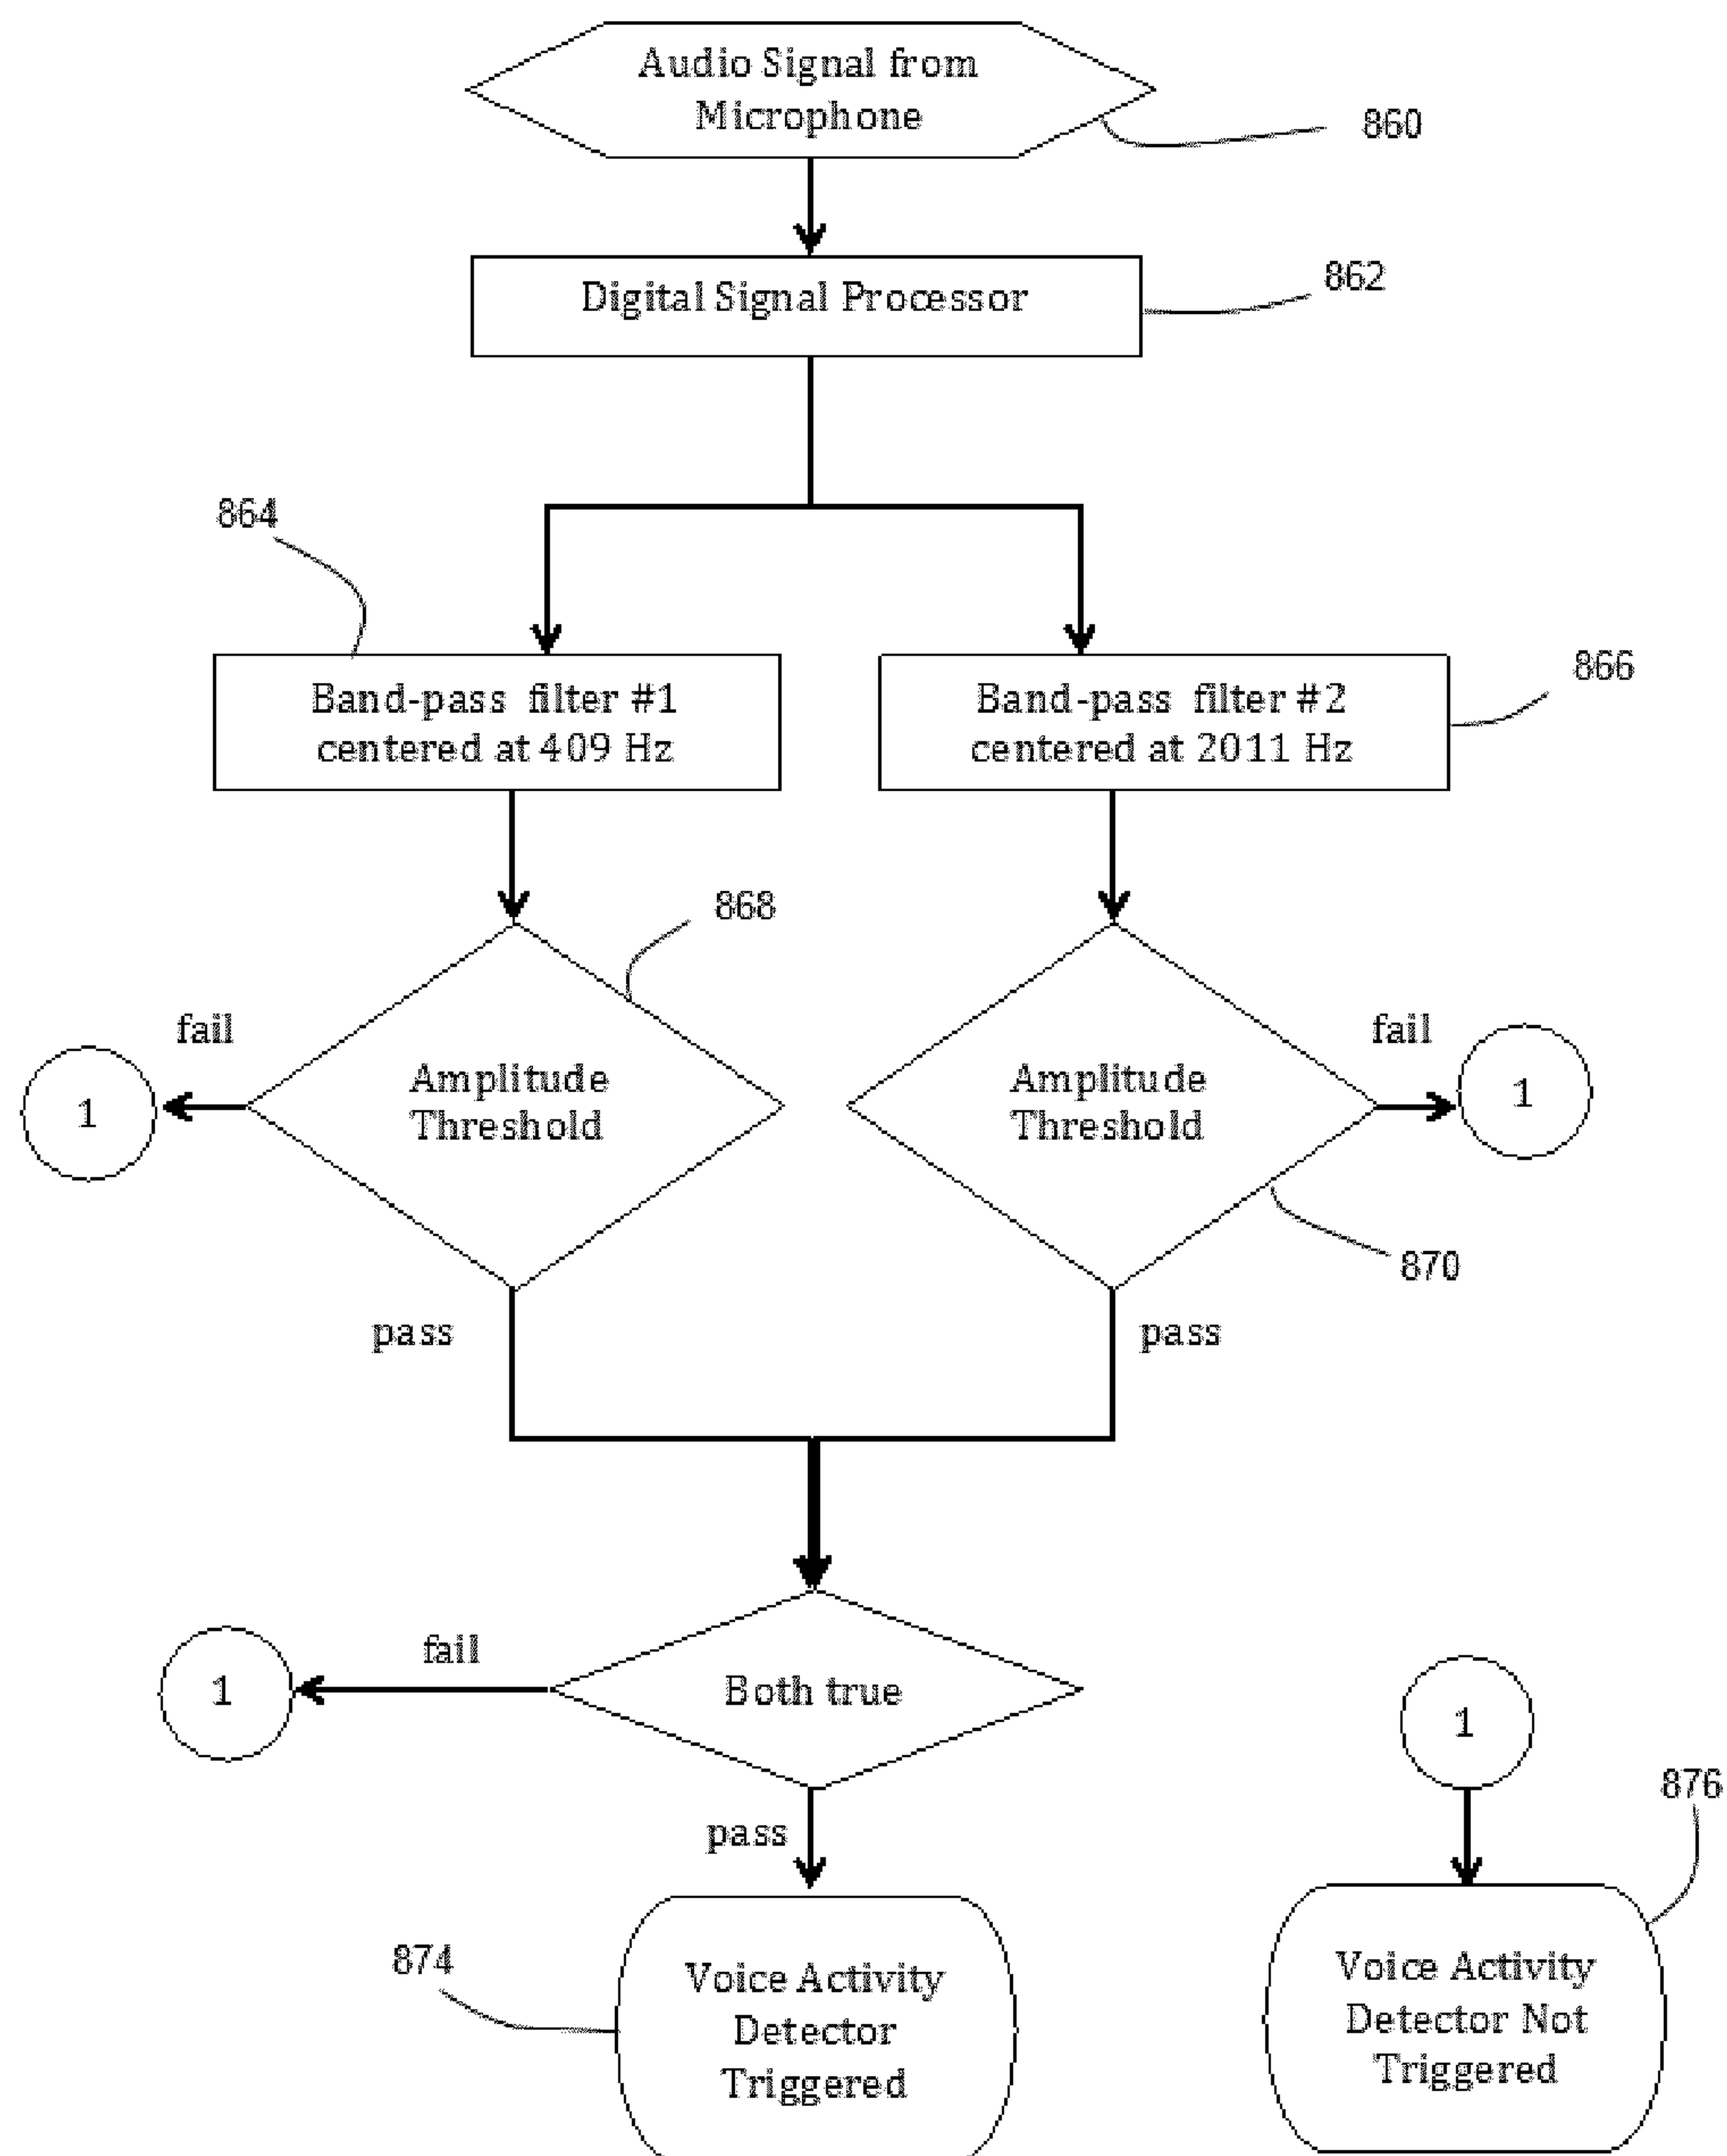 Audio Signal from
Microphone
860
Digital Signal Processor
862
864
Band-pass filter #1
centered at 409 Hz
Band-pass filter #2
centered at 2011 Hz
866
868
fail
1
Amplitude
Threshold
Amplitude
Threshold
fail
1
870
pass
pass
fail
1
Both true
1
pass
876
874
Voice Activity
Detector
Triggered
Voice Activity
Detector Not
Triggered